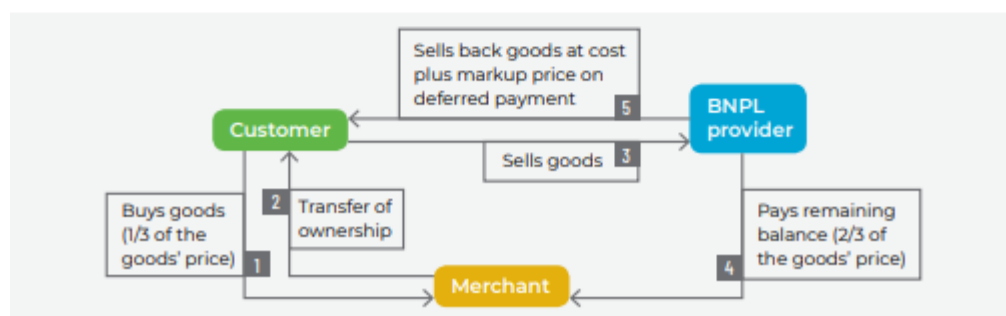 Sells back goods at cost
plus markup price on
deferred payment
5
BNPL
provider
Customer
Sells goods
3
2
Transfer of
ownership
Buys goods
(1/3 of the
goods' price)
1
Pays remaining
balance (2/3 of
the goods' price)
4
Merchant